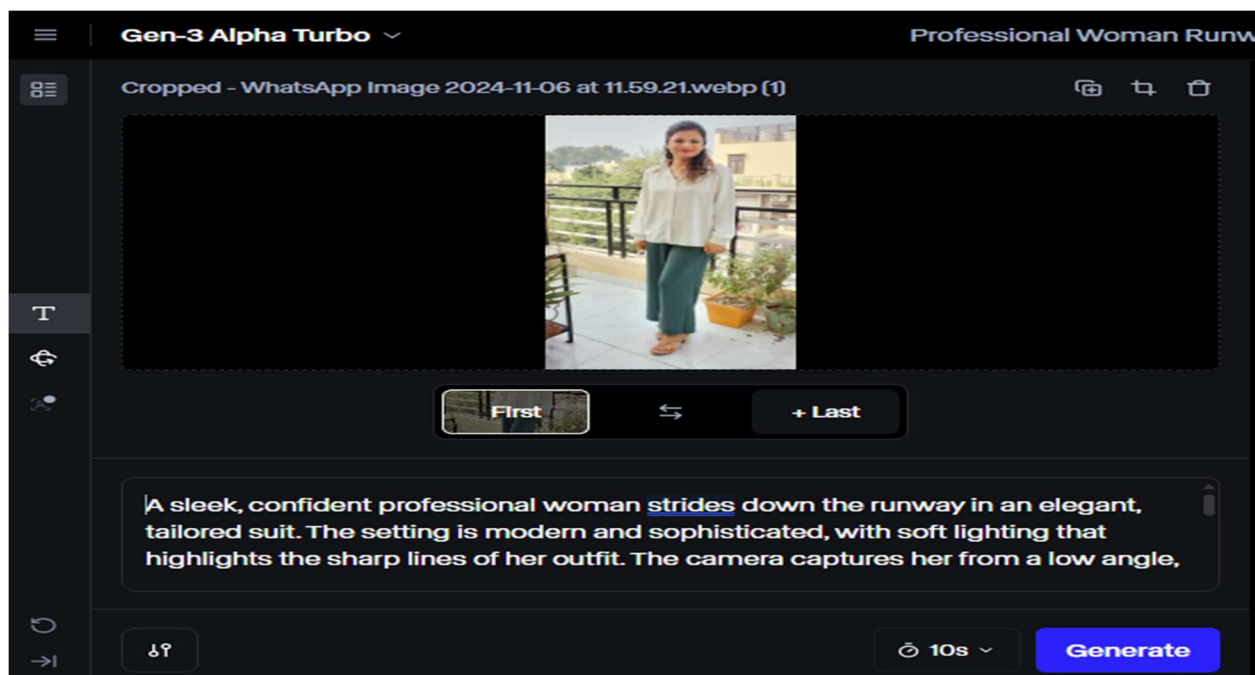 Gen-3 Alpha Turbo
Professional Woman Runw
Cropped - WhatsApp Image 2024-11-06 at 11.59.21.webp (1)
T
First
+ Last
A sleek, confident professional woman strides down the runway in an elegant,
tailored suit. The setting is modern and sophisticated, with soft lighting that
highlights the sharp lines of her outfit. The camera captures her from a low angle,
10s
Generate